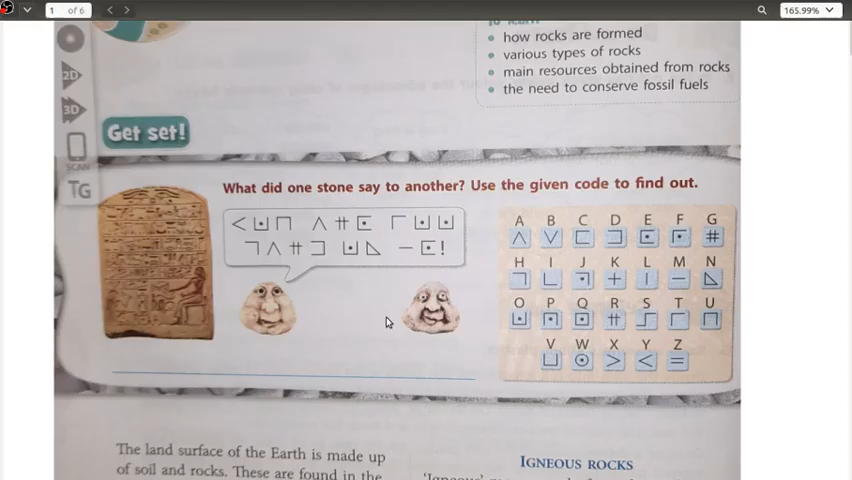 1 of 6
165.99%
how rocks are formed
various types of rocks
main resources obtained from rocks
the need to conserve fossil fuels
2D
3D
SCAN
TG
Get set!
What did one stone say to another? Use the given code to find out.
A B C D E F G
H I J K L M N
O P Q R S T U
V W X Y Z
The land surface of the Earth is made up
of soil and rocks. These are found in the
IGNEOUS ROCKS